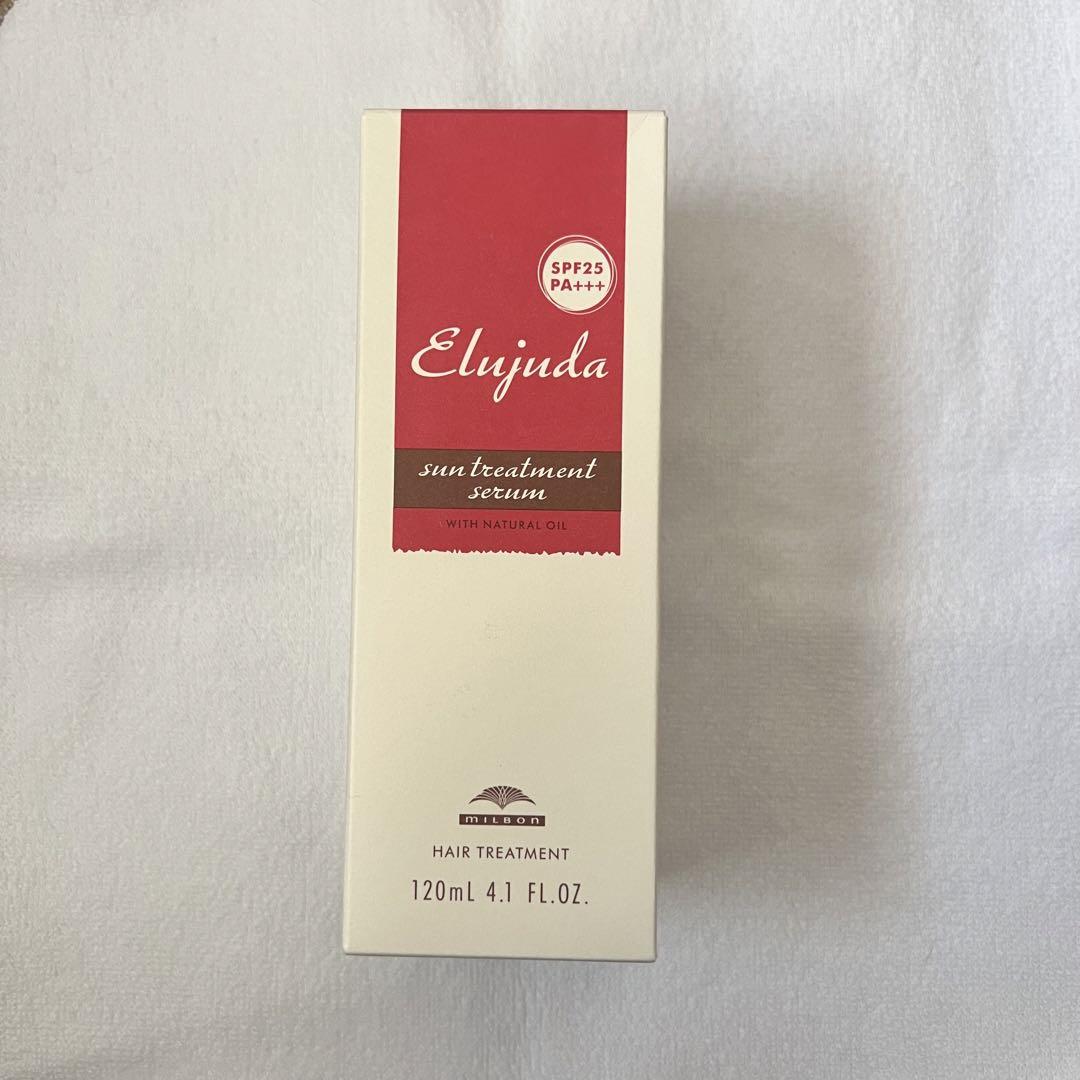 SPF25
PA+++
Elujuda
sun treatment
serum
WITH NATURAL OIL
MILBON
HAIR TREATMENT
120mL 4.1 FL.OZ.